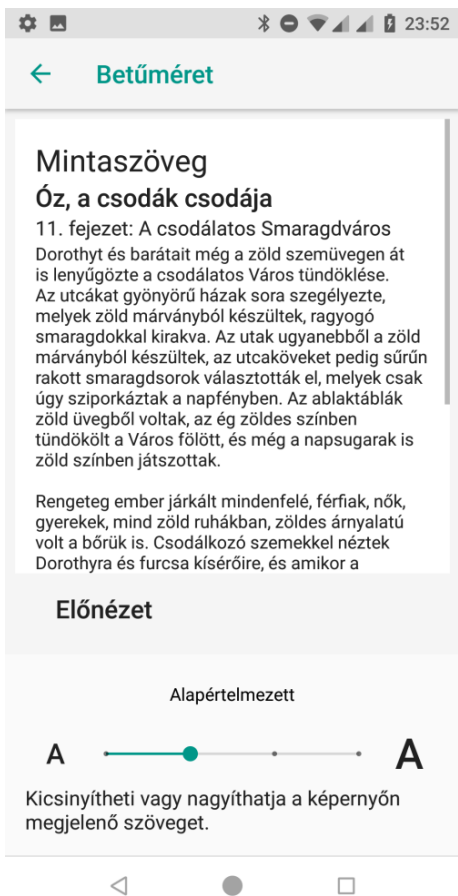 23:52
Betűméret
Mintaszöveg
Óz, a csodák csodája
11. fejezet: A csodálatos Smaragdváros
Dorothyt és barátait még a zöld szemüvegen át
is lenyűgözte a csodálatos Város tündöklése.
Az utcákat gyönyörű házak sora szegélyezte,
melyek zöld márványból készültek, ragyogó
smaragdokkal kirakva. Az utak ugyanebből a zöld
márványból készültek, az utcaköveket pedig sűrűn
rakott smaragdsorok választották el, melyek csak
úgy sziporkáztak a napfényben. Az ablaktáblák
zöld üvegből voltak, az ég zöldes színben
tündökölt a Város fölött, és még a napsugarak is
zöld színben játszottak.
Rengeteg ember járkált mindenfelé, férfiak, nők,
gyerekek, mind zöld ruhákban, zöldes árnyalatú
volt a bőrük is. Csodálkozó szemekkel néztek
Dorothyra és furcsa kísérőire, és amikor a
Előnézet
Alapértelmezett
A A
Kicsinyítheti vagy nagyíthatja a képernyőn
megjelenő szöveget.